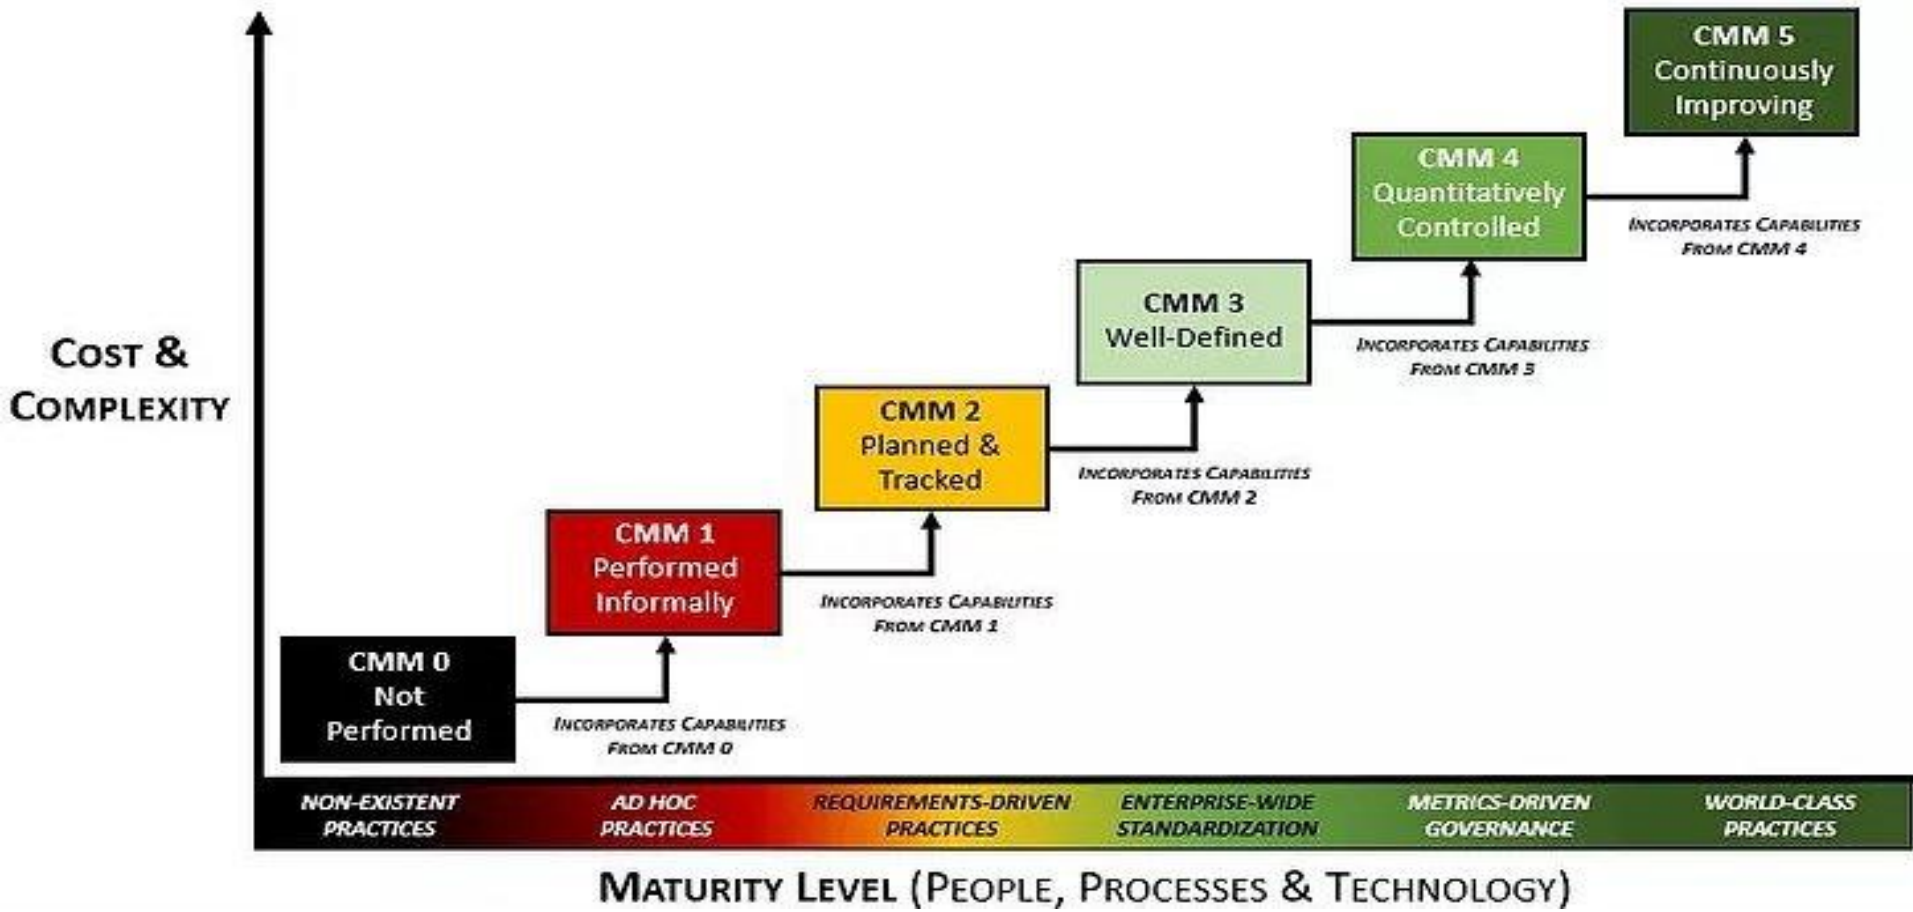 CMM 5
Continuously
Improving
CMM 4
Quantitatively
Controlled
INCORPORATES CAPABILITIES
FROM CMM 4
CMM 3
Well-Defined
INCORPORATES CAPABILITIES
FROM CMM 3
COST &
COMPLEXITY
CMM 2
Planned &
Tracked
INCORPORATES CAPABILITIES
FROM CMM 2
CMM 1
Performed
Informally
INCORPORATES CAPABILITIES
FROM CMM 1
CMM 0
Not
Performed
INCORPORATES CAPABILITIES
FROM CMM 0
NON-EXISTENT
PRACTICES
AD HOC
PRACTICES
REQUIREMENTS-DRIVEN
PRACTICES
ENTERPRISE-WIDE
STANDARDIZATION
METRICS-DRIVEN
GOVERNANCE
WORLD-CLASS
PRACTICES
MATURITY LEVEL (PEOPLE, PROCESSES & TECHNOLOGY)